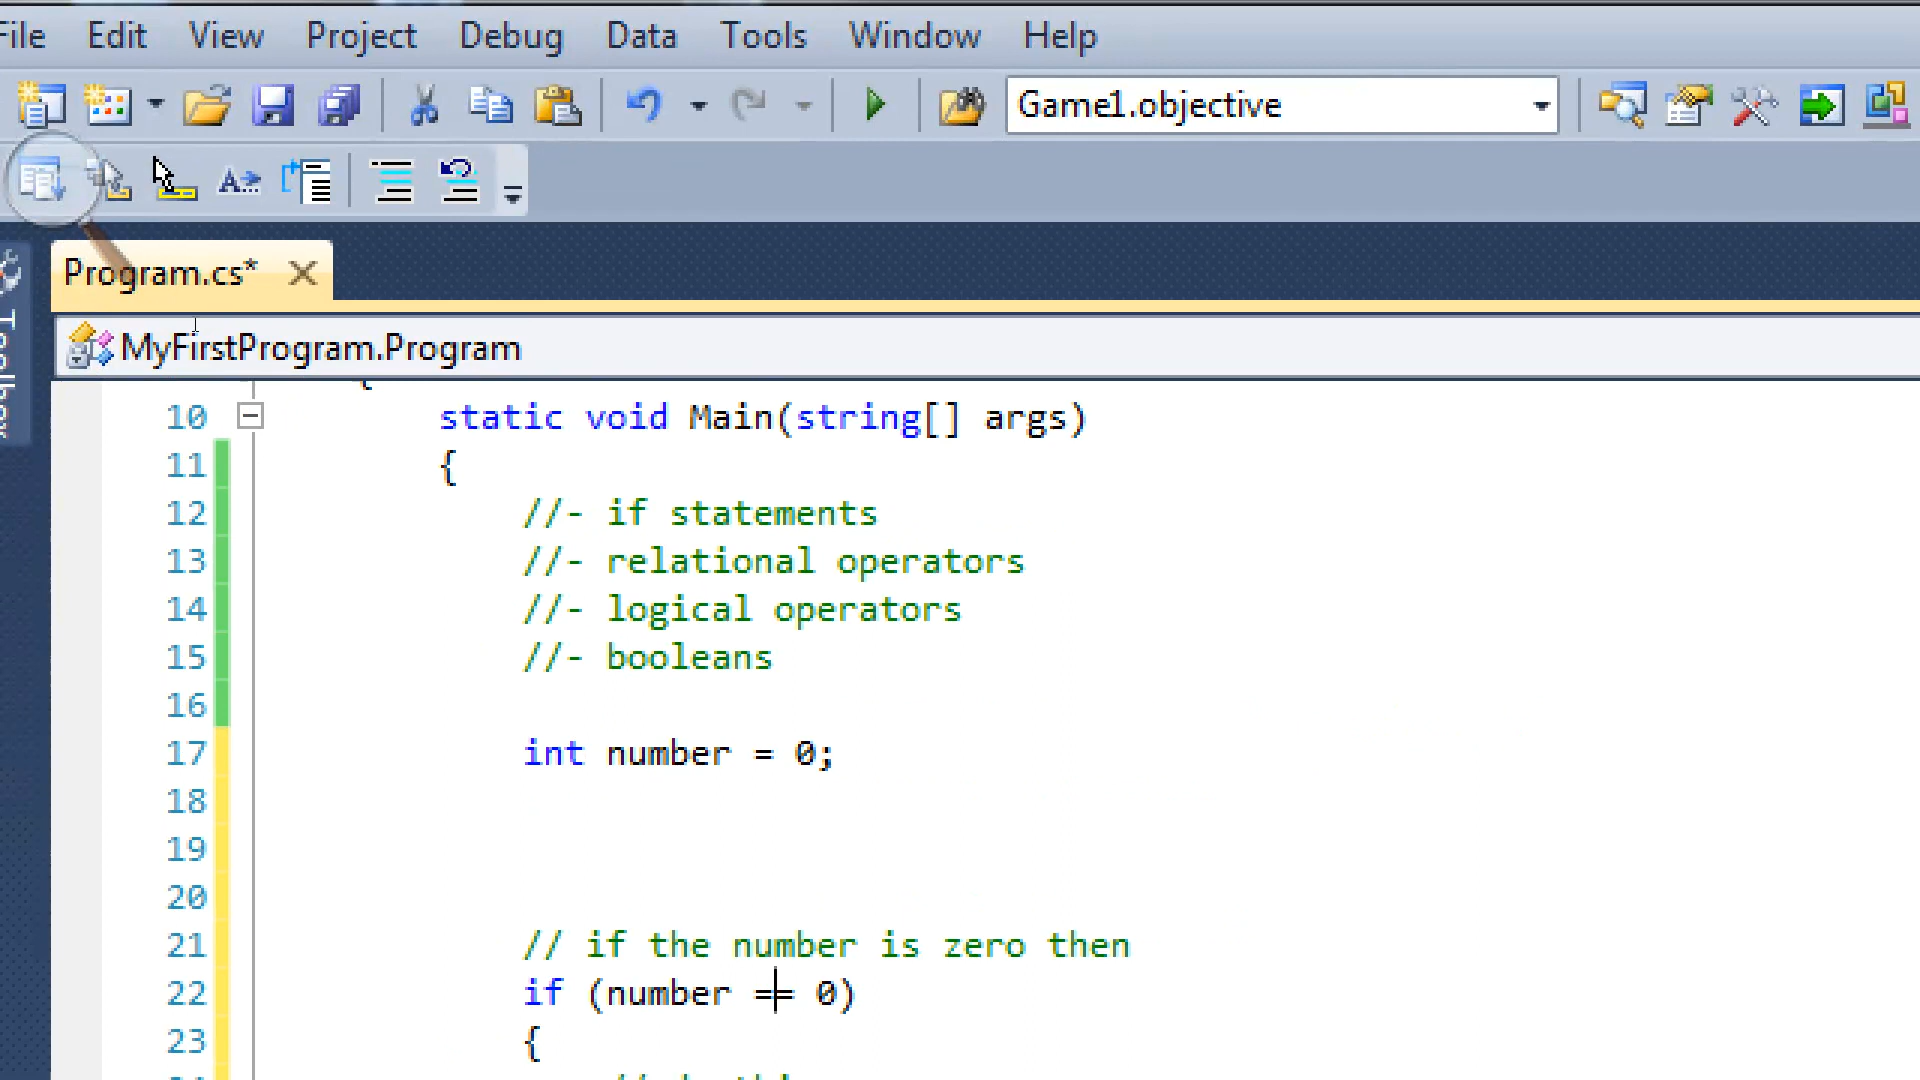 File Edit View Project Debug Data Tools Window Help
Game1.objective
Program.cs*
Toolbox
MyFirstProgram.Program
10 static void Main(string[] args)
11 {
12 //- if statements
13 //- relational operators
14 //- logical operators
15 //- booleans
16
17 int number = 0;
18
19
20
21 // if the number is zero then
22 if (number == 0)
23 {